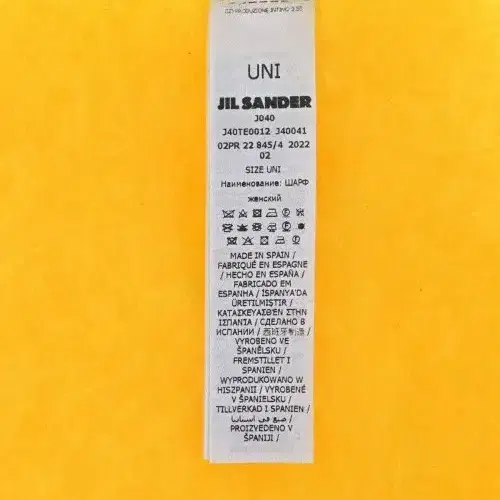 UNI
JIL SANDER
J040
J40TE0012 J40041
02PR 22 845/4 2022
02
SIZE UNI
Наименование: ШАРФ
женский
MADE IN SPAIN /
FABRIQUÉ EN ESPAGNE
/ HECHO EN ESPAÑA /
FABRICADO EM
ESPANHA / İSPANYA'DA
ÜRETİLMİŞTİR /
ΚΑΤΑΣΚΕΥΑΣΘΕΝ ΣΤΗΝ
ΙΣΠΑΝΙΑ / СДЕЛАНО В
ИСПАНИИ / 西班牙制造 /
VYROBENO VE
ŠPANĚLSKU /
FREMSTILLET I
SPANIEN /
WYPRODUKOWANO W
HISZPANII / VYROBENÉ
V ŠPANIELSKU /
TILLVERKAD I SPANIEN /
صنع في اسبانيا /
PROIZVEDENO V
ŠPANIJI /